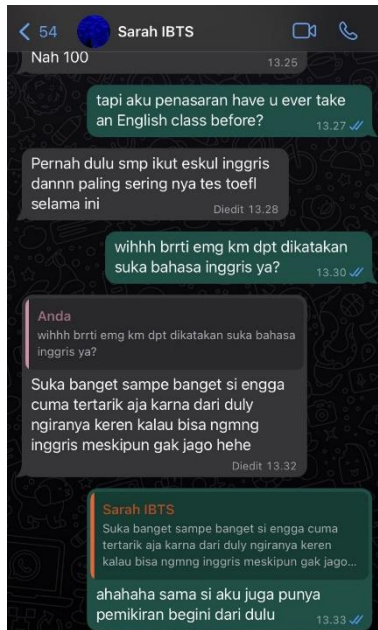 54
Sarah IBTS
Nah 100
13.25
tapi aku penasaran have u ever take
an English class before?
13.27
Pernah dulu smp ikut eskul inggris
dannn paling sering nya tes toefl
selama ini
Diedit 13.28
wihhh brrti emg km dpt dikatakan
suka bahasa inggris ya?
13.30
Anda
wihhh brrti emg km dpt dikatakan suka bahasa
inggris ya?
Suka banget sampe banget si engga
cuma tertarik aja karna dari duly
ngiranya keren kalau bisa ngmng
inggris meskipun gak jago hehe
Diedit 13.32
Sarah IBTS
Suka banget sampe banget si engga cuma
tertarik aja karna dari duly ngiranya keren
kalau bisa ngmng inggris meskipun gak jago...
ahahaha sama si aku juga punya
pemikiran begini dari dulu
13.33